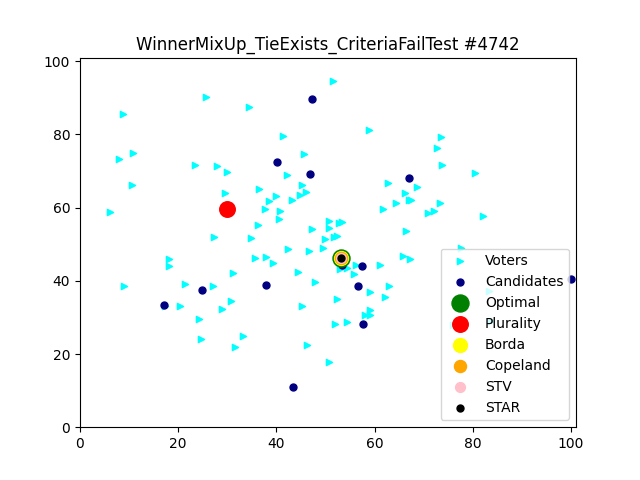 WinnerMixUp_TieExists_CriteriaFailTest #4742
100
80
60
40
20
0
0 20 40 60 80 100
Voters
Candidates
Optimal
Plurality
Borda
Copeland
STV
STAR